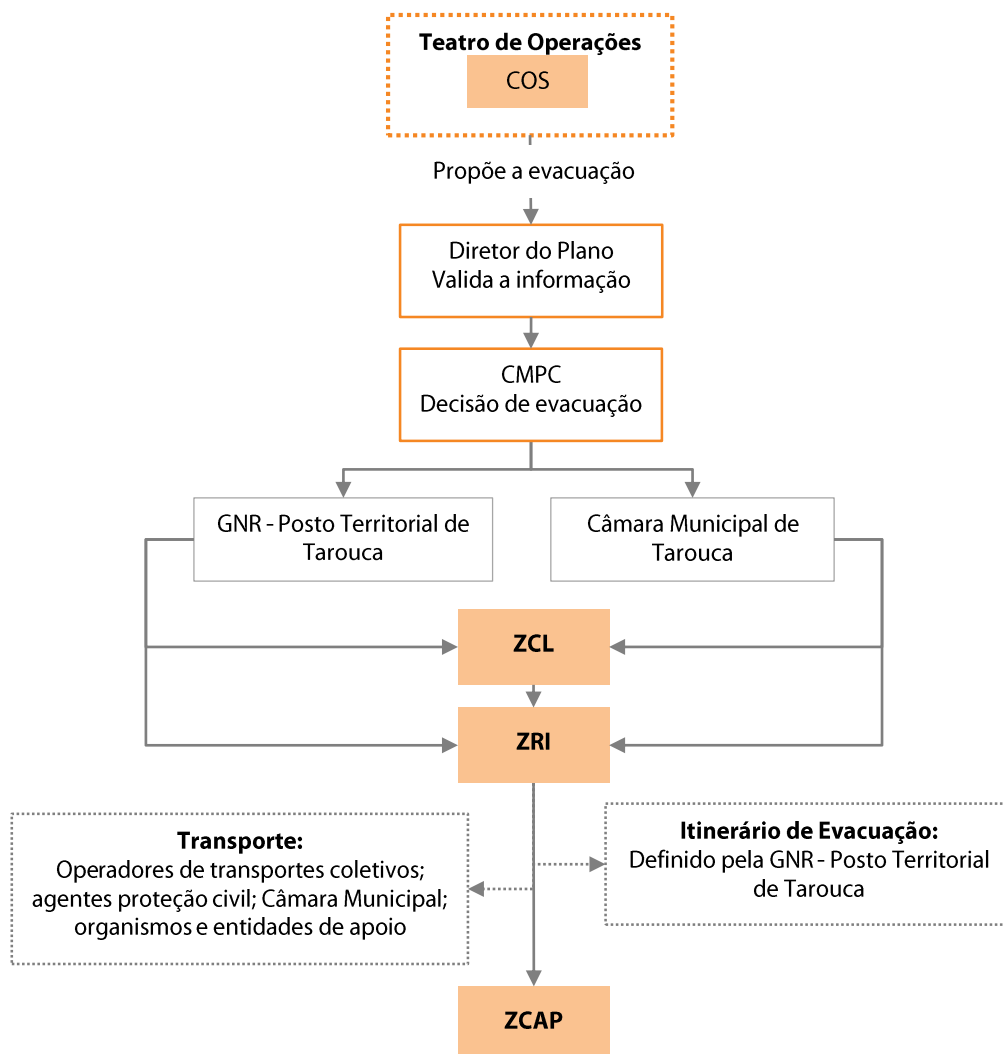 Teatro de Operações
COS
Propõe a evacuação
Diretor do Plano
Valida a informação
CMPC
Decisão de evacuação
GNR - Posto Territorial de
Tarouca
Câmara Municipal de
Tarouca
ZCL
ZRI
Transporte:
Operadores de transportes coletivos;
agentes proteção civil; Câmara Municipal;
organismos e entidades de apoio
Itinerário de Evacuação:
Definido pela GNR - Posto Territorial
de Tarouca
ZCAP